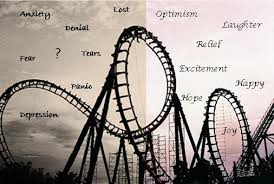 Anxiety
Lost
Denial
Fear
?
Tears
Panic
Depression
Optimism
Laughter
Relief
Excitement
Hope
Happy
Joy